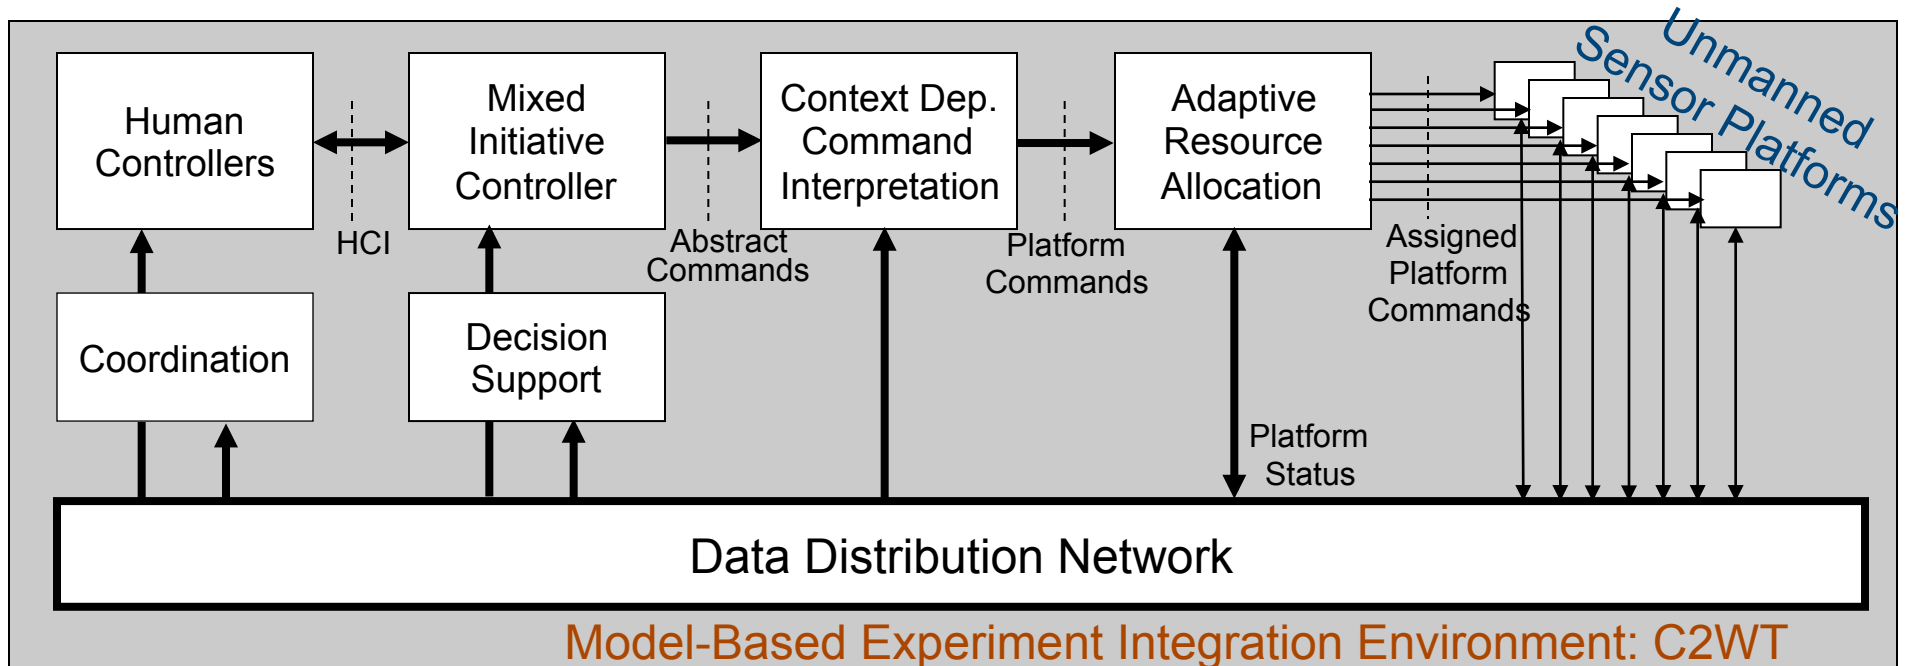 Unmanned
Sensor Platforms
Human
Controllers
Mixed
Initiative
Controller
Context Dep.
Command
Interpretation
Adaptive
Resource
Allocation
HCI
Abstract
Commands
Platform
Commands
Assigned
Platform
Commands
Coordination
Decision
Support
Platform
Status
Data Distribution Network
Model-Based Experiment Integration Environment: C2WT